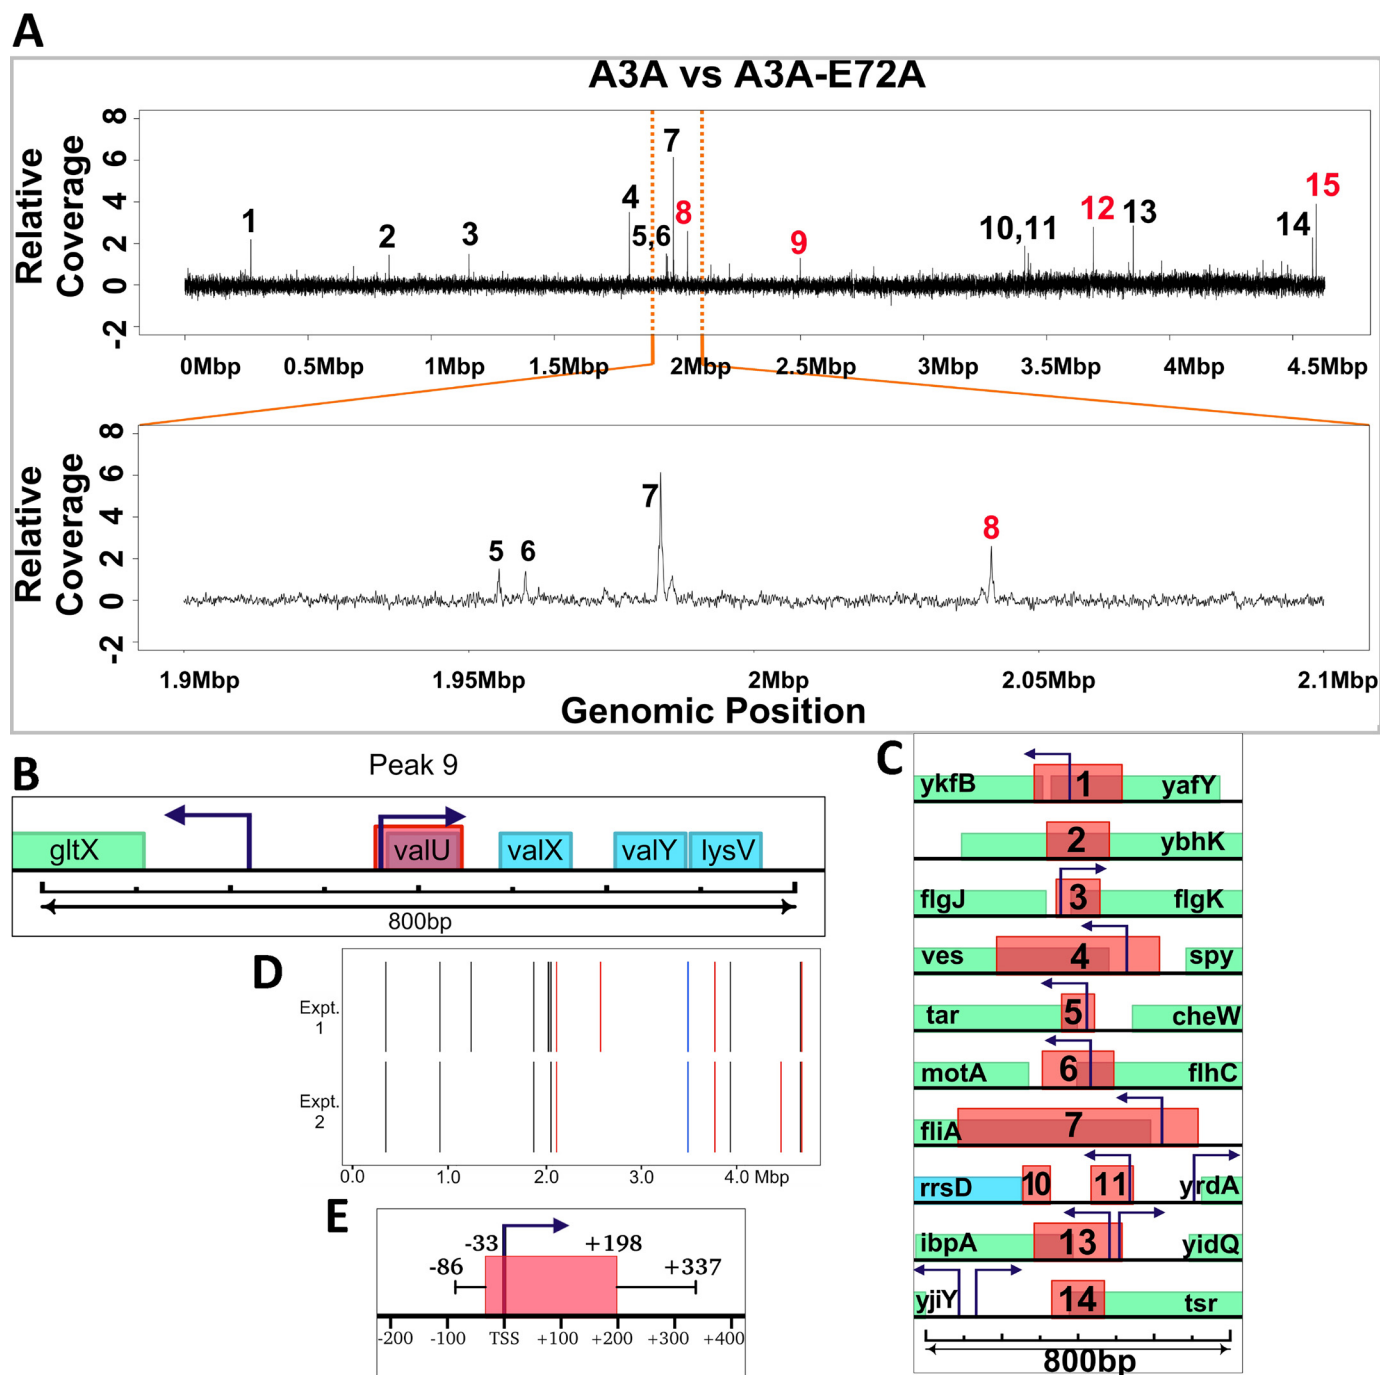 A
A3A vs A3A-E72A
Relative
Coverage
8
6
4
2
0
-2
1
2
3
4
5,6
7
8
9
10,11
12
13
14
15
0Mbp 0.5Mbp 1Mbp 1.5Mbp 2Mbp 2.5Mbp 3Mbp 3.5Mbp 4Mbp 4.5Mbp
Relative
Coverage
8
6
4
2
0
-2
5
6
7
8
1.9Mbp 1.95Mbp 2Mbp 2.05Mbp 2.1Mbp
Genomic Position
B
Peak 9
gltX valU valX valY lysV
800bp
C
ykfB 1 yafY
2 ybhK
flgJ 3 flgK
ves 4 spy
tar 5 cheW
motA 6 flhC
fliA 7
rrsD 10 11 yrdA
ibpA 13 yidQ
yjiY 14 tsr
800bp
D
Expt.
1
Expt.
2
0.0 1.0 2.0 3.0 4.0 Mbp
E
-33 +198
-86 +337
-200 -100 TSS +100 +200 +300 +400